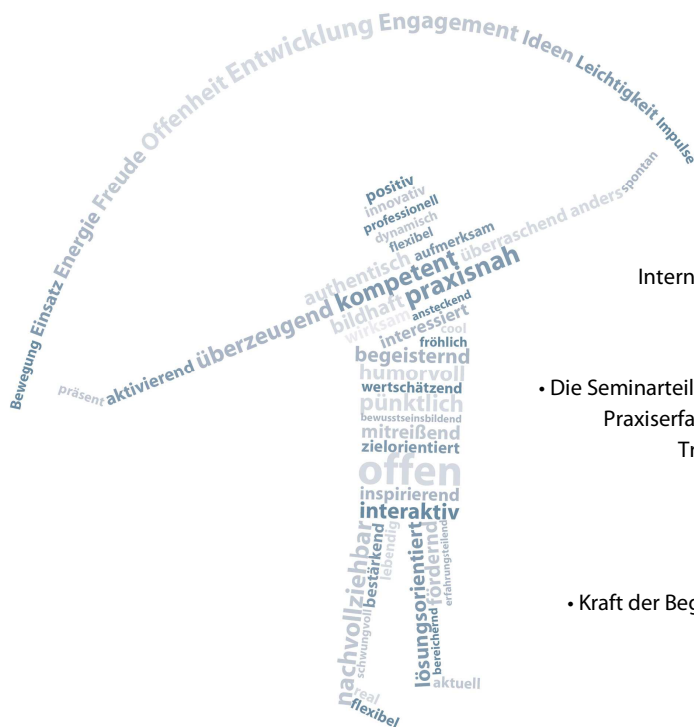 Bewegung Einsatz Energie Freude Offenheit Entwicklung Engagement Ideen Leichtigkeit Impulse
positiv
innovativ
professionell
dynamisch
flexibel
authentisch aufmerksam
präsent aktivierend überzeugend kompetent überraschend anders spontan
bildhaft praxisnah
wirksam ansteckend
interessiert cool
fröhlich
begeisternd
humorvoll
wertschätzend
pünktlich
bewusstseinsbildend
mitreißend
zielorientiert
offen
inspirierend
interaktiv
nachvollziehbar
schwungvoll
bestärkend
lebendig
real
flexibel
lösungsorientiert
bereichernd
fördernd
erfahrungsteilend
aktuell
Intern
• Die Seminarteil
Praxiserfa
Tr
• Kraft der Beg